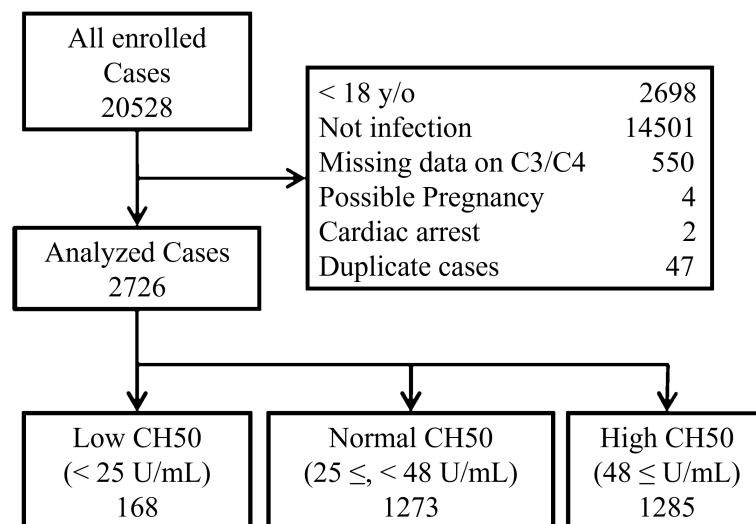 All enrolled
Cases
20528
< 18 y/o 2698
Not infection 14501
Missing data on C3/C4 550
Possible Pregnancy 4
Cardiac arrest 2
Duplicate cases 47
Analyzed Cases
2726
Low CH50
(< 25 U/mL)
168
Normal CH50
(25 ≤, < 48 U/mL)
1273
High CH50
(48 ≤ U/mL)
1285